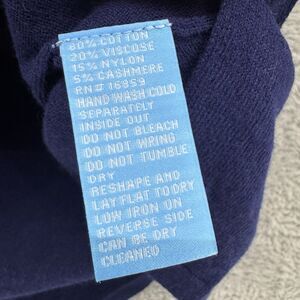 60% COTTON
20% VISCOSE
15% NYLON
5% CASHMERE
RN# 16859
HAND WASH COLD
SEPARATELY
INSIDE OUT
DO NOT BLEACH
DO NOT WRING
DO NOT TUMBLE
DRY
RESHAPE AND
LAY FLAT TO DRY
LOW IRON ON
REVERSE SIDE
CAN BE DRY
CLEANED